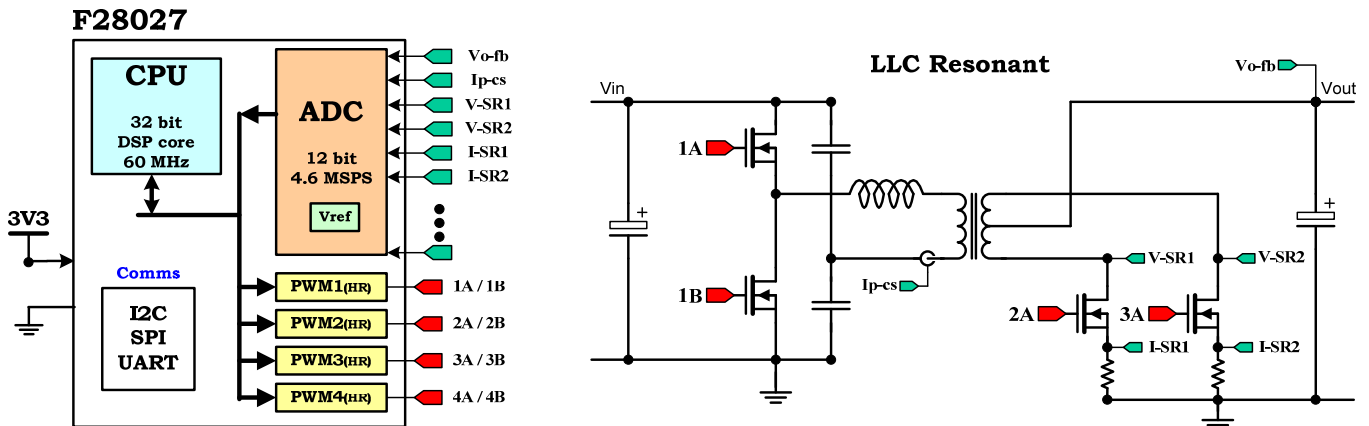 F28027
CPU
32 bit
DSP core
60 MHz
ADC
12 bit
4.6 MSPS
Vref
Vo-fb
Ip-cs
V-SR1
V-SR2
I-SR1
I-SR2
3V3
Comms
I2C
SPI
UART
PWM1(HR)
1A / 1B
PWM2(HR)
2A / 2B
PWM3(HR)
3A / 3B
PWM4(HR)
4A / 4B
LLC Resonant
Vin
Vo-fb
Vout
+
+
1A
1B
Ip-cs
V-SR1
V-SR2
2A
3A
I-SR1
I-SR2